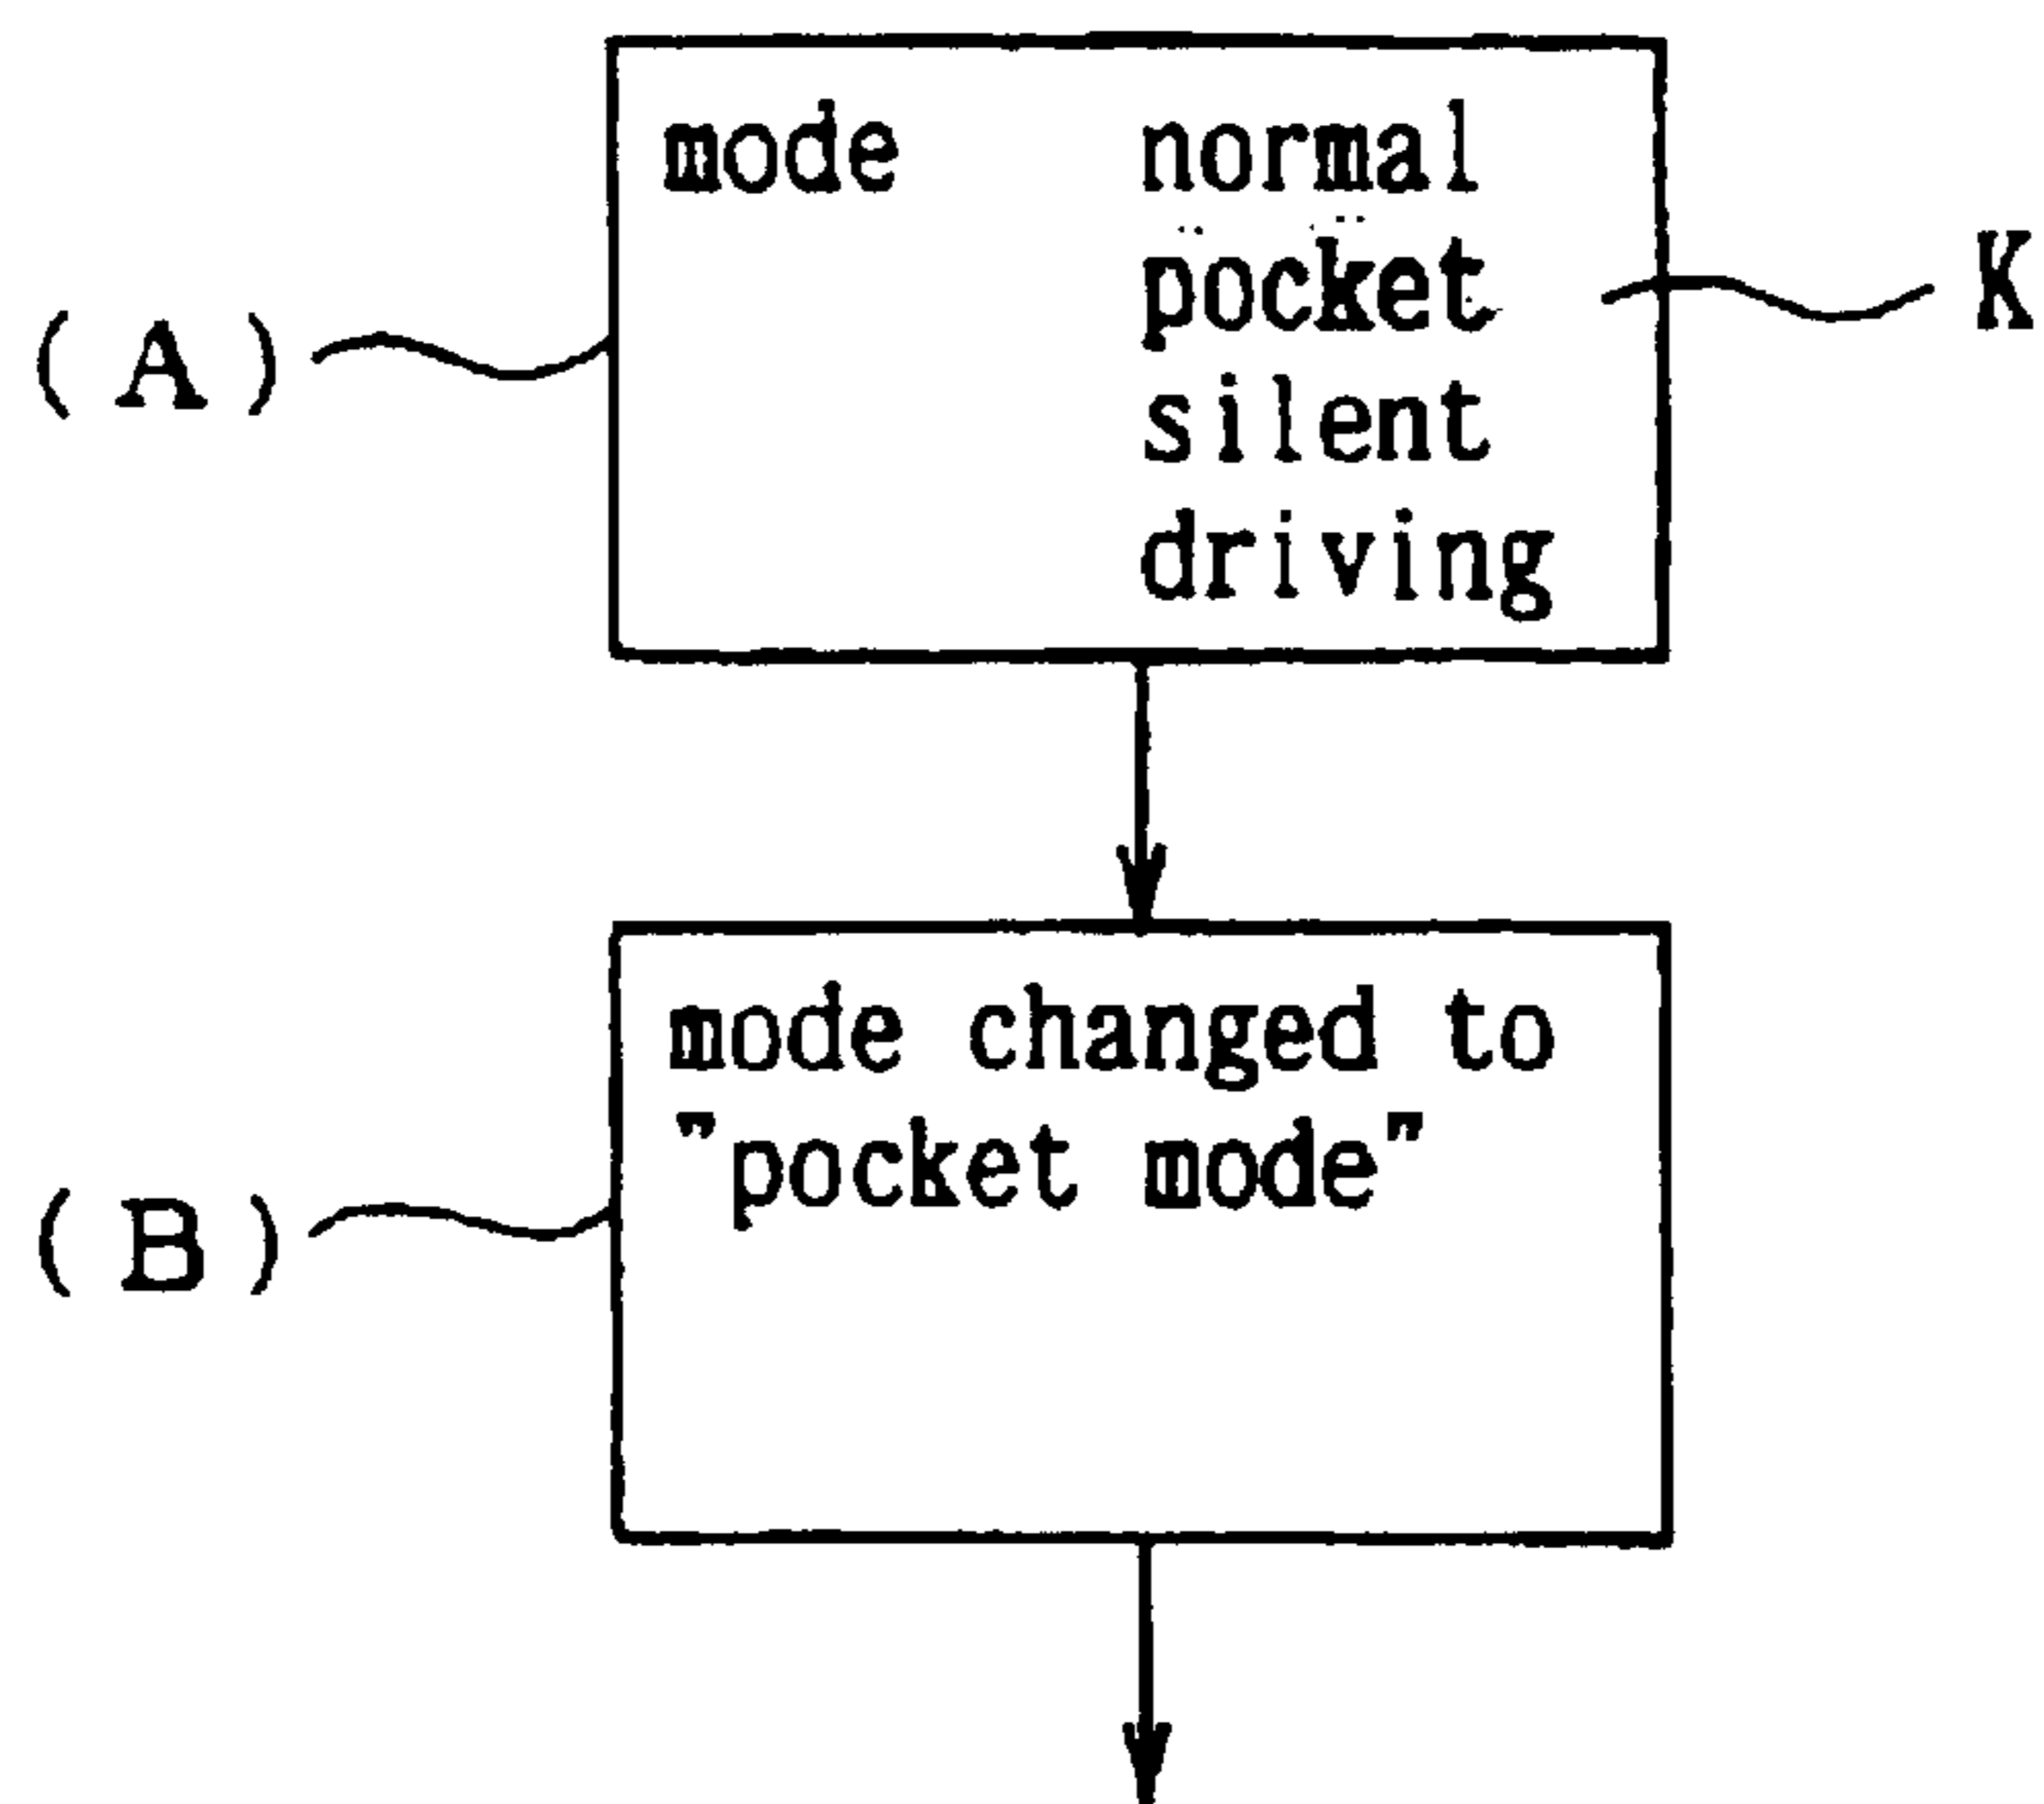 mode normal
pocket
K
(A)
silent
driving
mode changed to
"pocket mode"
(B)